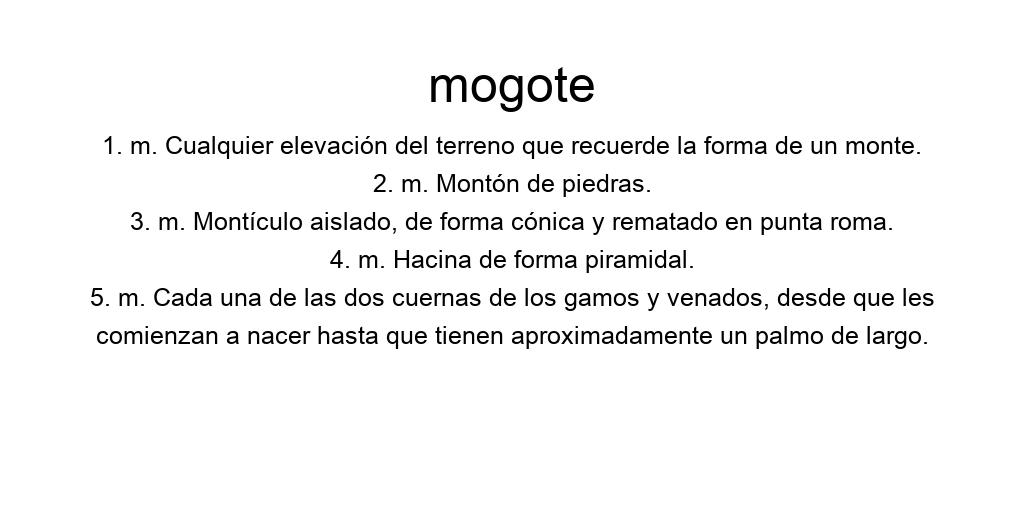 mogote
1. m. Cualquier elevación del terreno que recuerde la forma de un monte.
2. m. Montón de piedras.
3. m. Montículo aislado, de forma cónica y rematado en punta roma.
4. m. Hacina de forma piramidal.
5. m. Cada una de las dos cuernas de los gamos y venados, desde que les
comienzan a nacer hasta que tienen aproximadamente un palmo de largo.